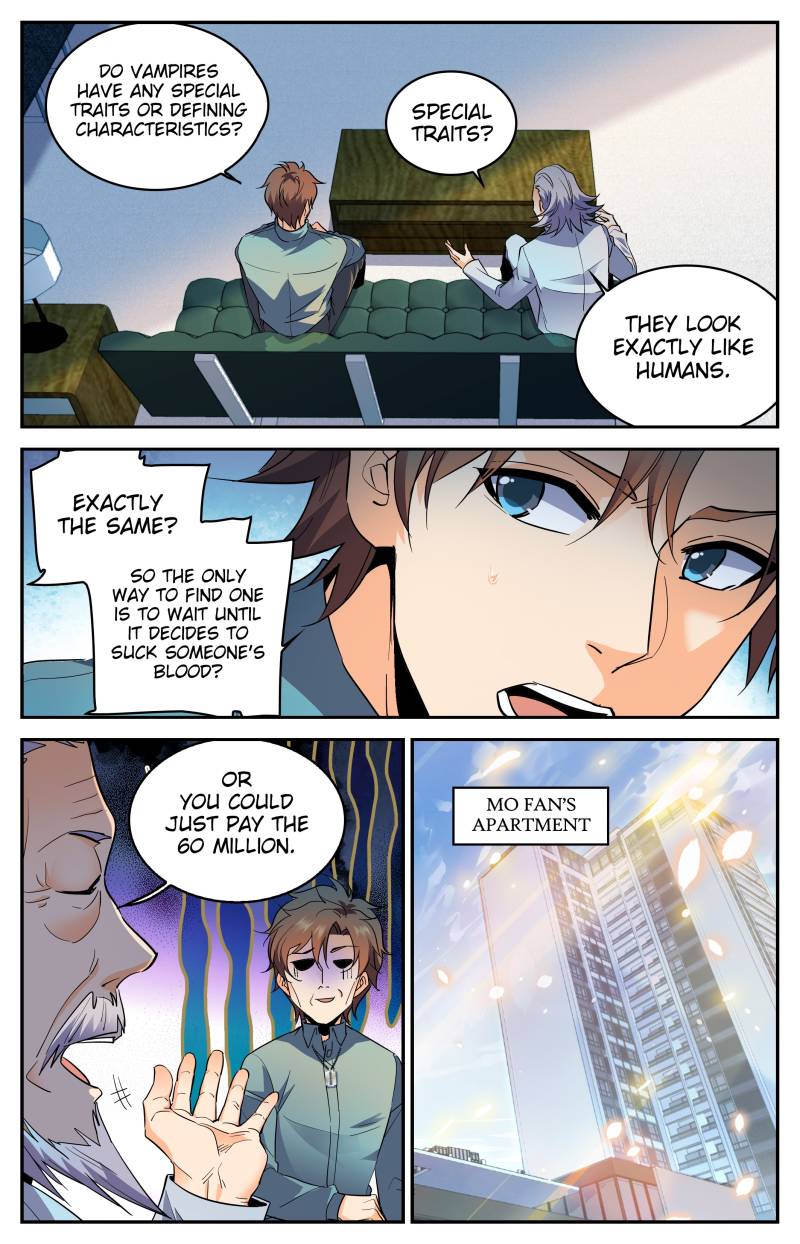 DO VAMPIRES
HAVE ANY SPECIAL
TRAITS OR DEFINING
CHARACTERISTICS?
SPECIAL
TRAITS?
THEY LOOK
EXACTLY LIKE
HUMANS.
EXACTLY
THE SAME?
SO THE ONLY
WAY TO FIND ONE
IS TO WAIT UNTIL
IT DECIDES TO
SUCK SOMEONE'S
BLOOD?
OR
YOU COULD
JUST PAY THE
60 MILLION.
MO FAN'S
APARTMENT